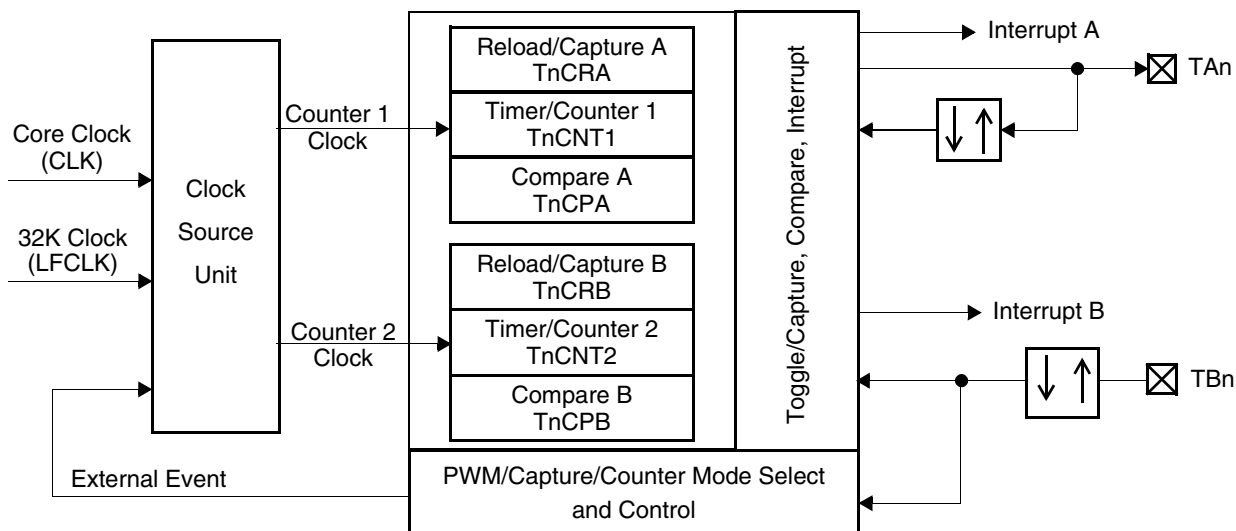 Core Clock
(CLK)
32K Clock
(LFCLK)
External Event
Clock
Source
Unit
Counter 1
Clock
Counter 2
Clock
Reload/Capture A
TnCRA
Timer/Counter 1
TnCNT1
Compare A
TnCPA
Reload/Capture B
TnCRB
Timer/Counter 2
TnCNT2
Compare B
TnCPB
PWM/Capture/Counter Mode Select
and Control
Toggle/Capture, Compare, Interrupt
Interrupt A
TAn
Interrupt B
TBn